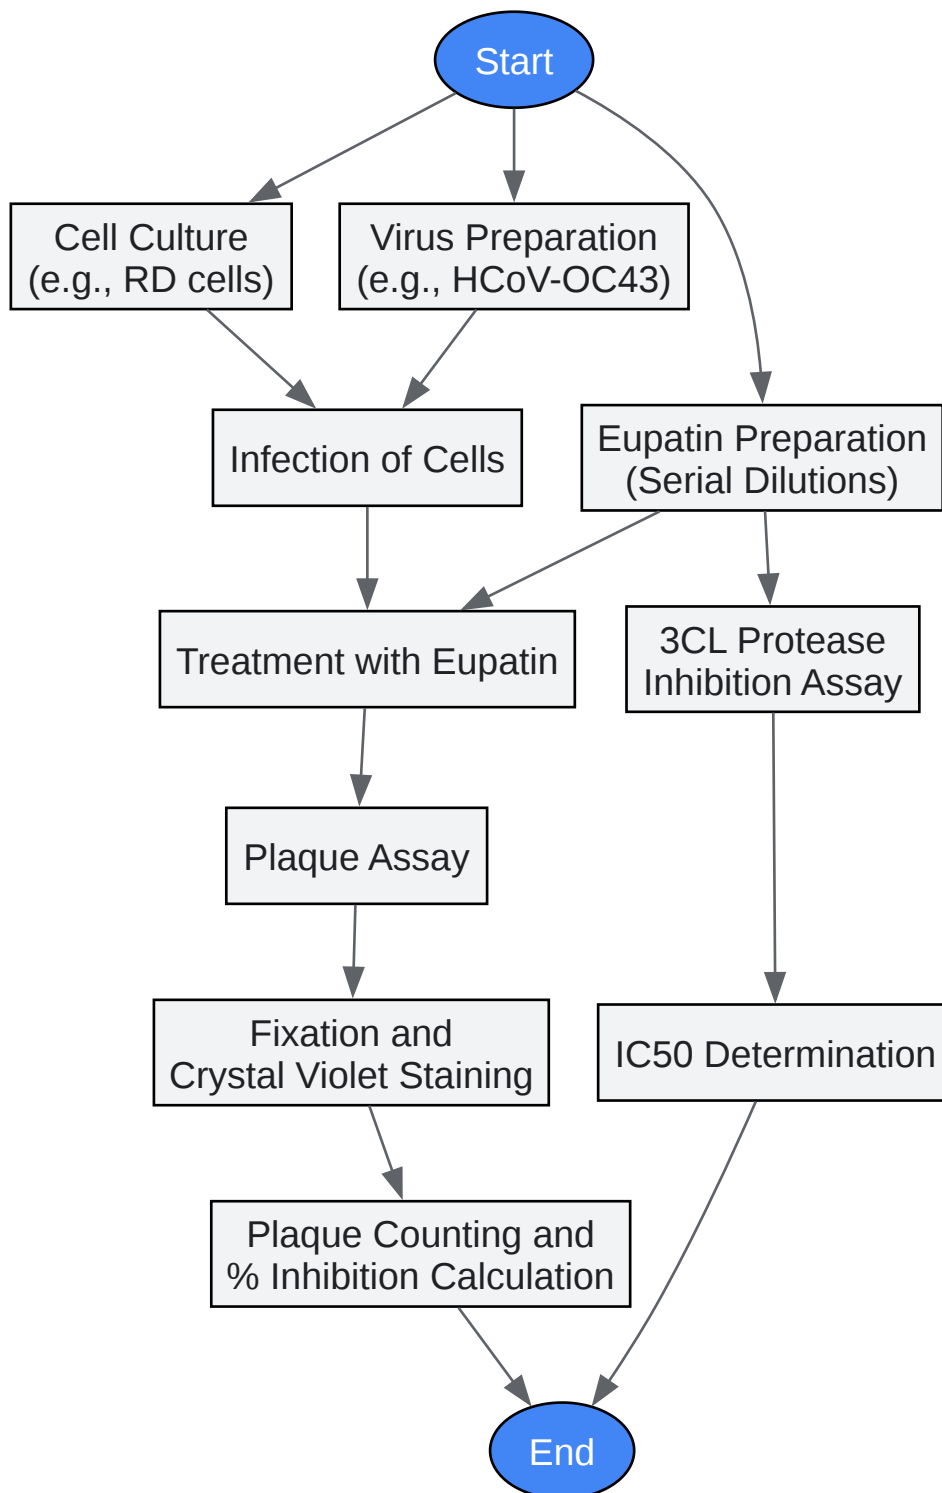 Start
Cell Culture
(e.g., RD cells)
Virus Preparation
(e.g., HCoV-OC43)
Infection of Cells
Eupatin Preparation
(Serial Dilutions)
Treatment with Eupatin
3CL Protease
Inhibition Assay
Plaque Assay
Fixation and
Crystal Violet Staining
IC50 Determination
Plaque Counting and
% Inhibition Calculation
End